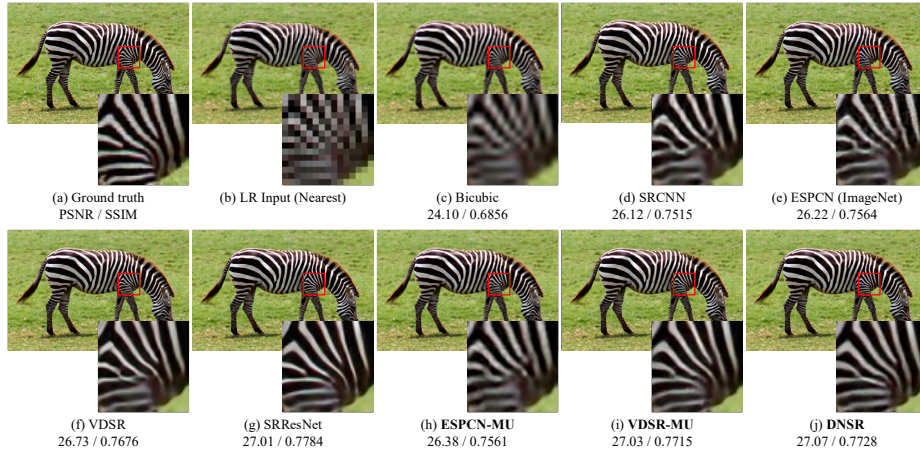 (a) Ground truth
PSNR / SSIM
(b) LR Input (Nearest)
(c) Bicubic
24.10 / 0.6856
(d) SRCNN
26.12 / 0.7515
(e) ESPCN (ImageNet)
26.22 / 0.7564
(f) VDSR
26.73 / 0.7676
(g) SRResNet
27.01 / 0.7784
(h) ESPCN-MU
26.38 / 0.7561
(i) VDSR-MU
27.03 / 0.7715
(j) DNSR
27.07 / 0.7728